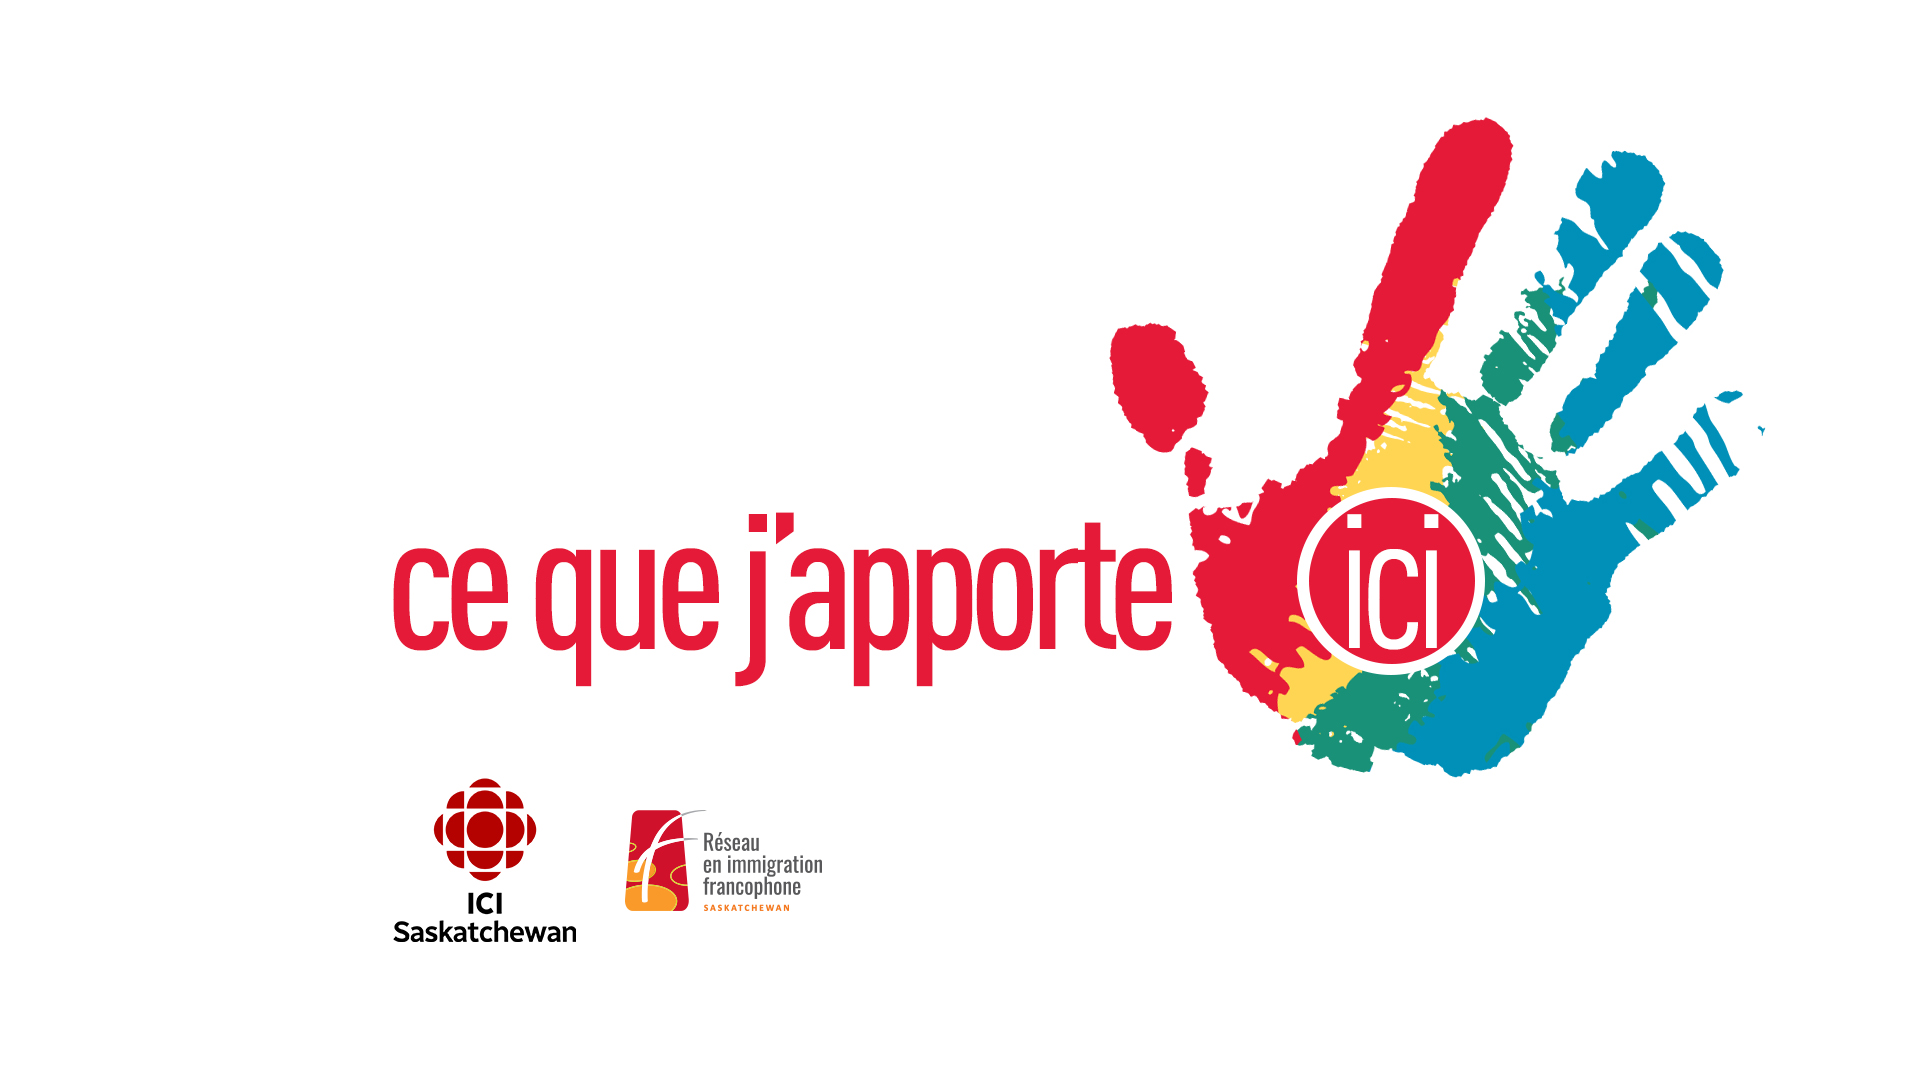 ce que j'apporte ici
ICI
Saskatchewan
Réseau
en immigration
francophone
SASKATCHEWAN